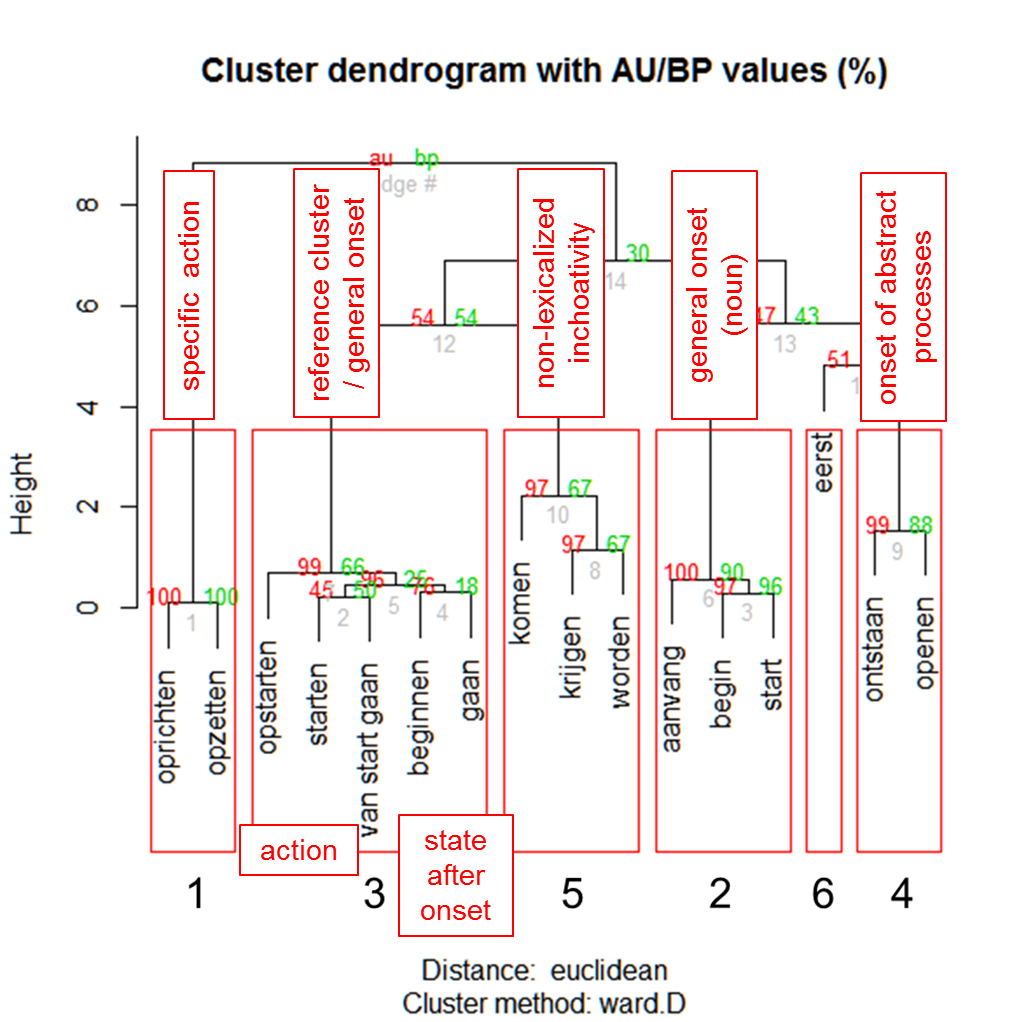 Cluster dendrogram with AU/BP values (%)
au bp
dge #
8
6
4
2
0
Height
specific action
reference cluster
/ general onset
non-lexicalized
inchoativity
general onset
(noun)
onset of abstract
processes
30
14
54 54
12
47 43
13
51
1
100 100
1
99 66
96 25
45 50
2
5
76 18
4
97 67
10
97 67
8
100 90
6
97 96
3
99 88
9
oprichten
opzetten
opstarten
starten
van start gaan
beginnen
gaan
komen
krijgen
worden
aanvang
begin
start
eerst
ontstaan
openen
action
state
after
onset
1 3 5 2 6 4
Distance: euclidean
Cluster method: ward.D